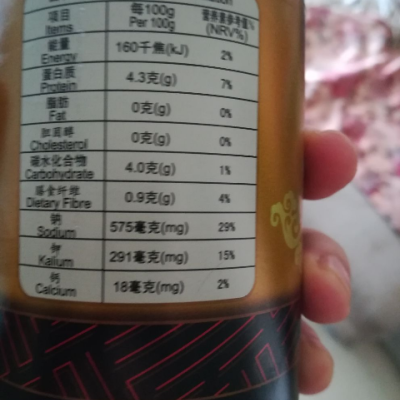 项目 每100g 营养素参考值%
Items Per 100g (NRV%)
能量 160千焦(kJ) 2%
Energy
蛋白质 4.3克(g) 7%
Protein
脂肪 0克(g) 0%
Fat
胆固醇 0克(g) 0%
Cholesterol
碳水化合物 4.0克(g) 1%
Carbohydrate
膳食纤维 0.9克(g) 4%
Dietary Fibre
钠 575毫克(mg) 29%
Sodium
钾 291毫克(mg) 15%
Kalium
钙 18毫克(mg) 2%
Calcium